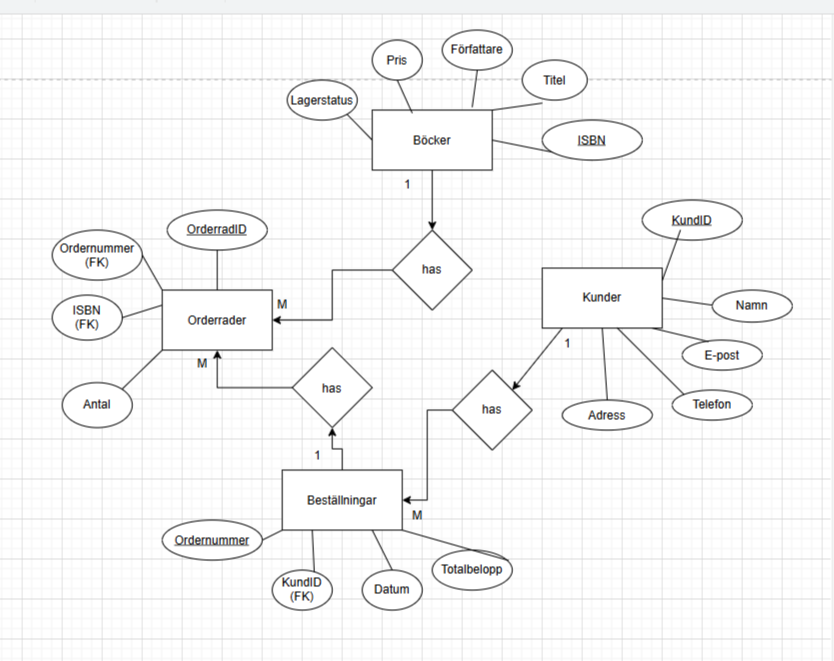 Författare
Pris
Titel
Lagerstatus
Böcker
ISBN
1
KundID
OrderradID
Ordernummer
(FK)
has
Kunder
Namn
M
ISBN
(FK)
Orderrader
1
E-post
M
has
Antal
has
Adress
Telefon
1
Beställningar
M
Ordernummer
KundID
(FK)
Datum
Totalbelopp